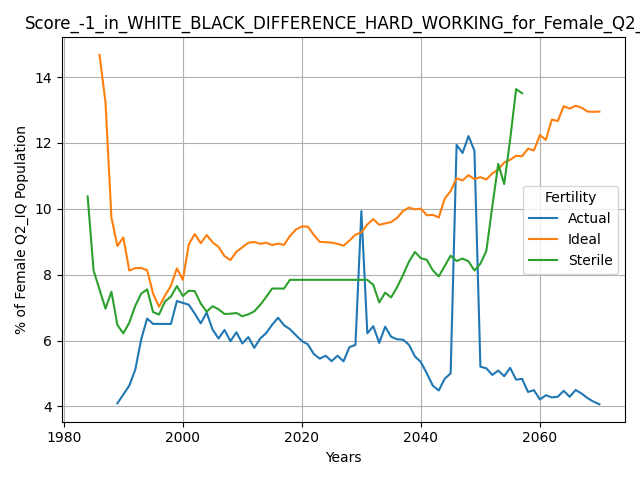 Score_-1_in_WHITE_BLACK_DIFFERENCE_HARD_WORKING_for_Female_Q2_
% of Female Q2_IQ Population
14
12
10
8
6
4
Fertility
Actual
Ideal
Sterile
1980 2000 2020 2040 2060
Years